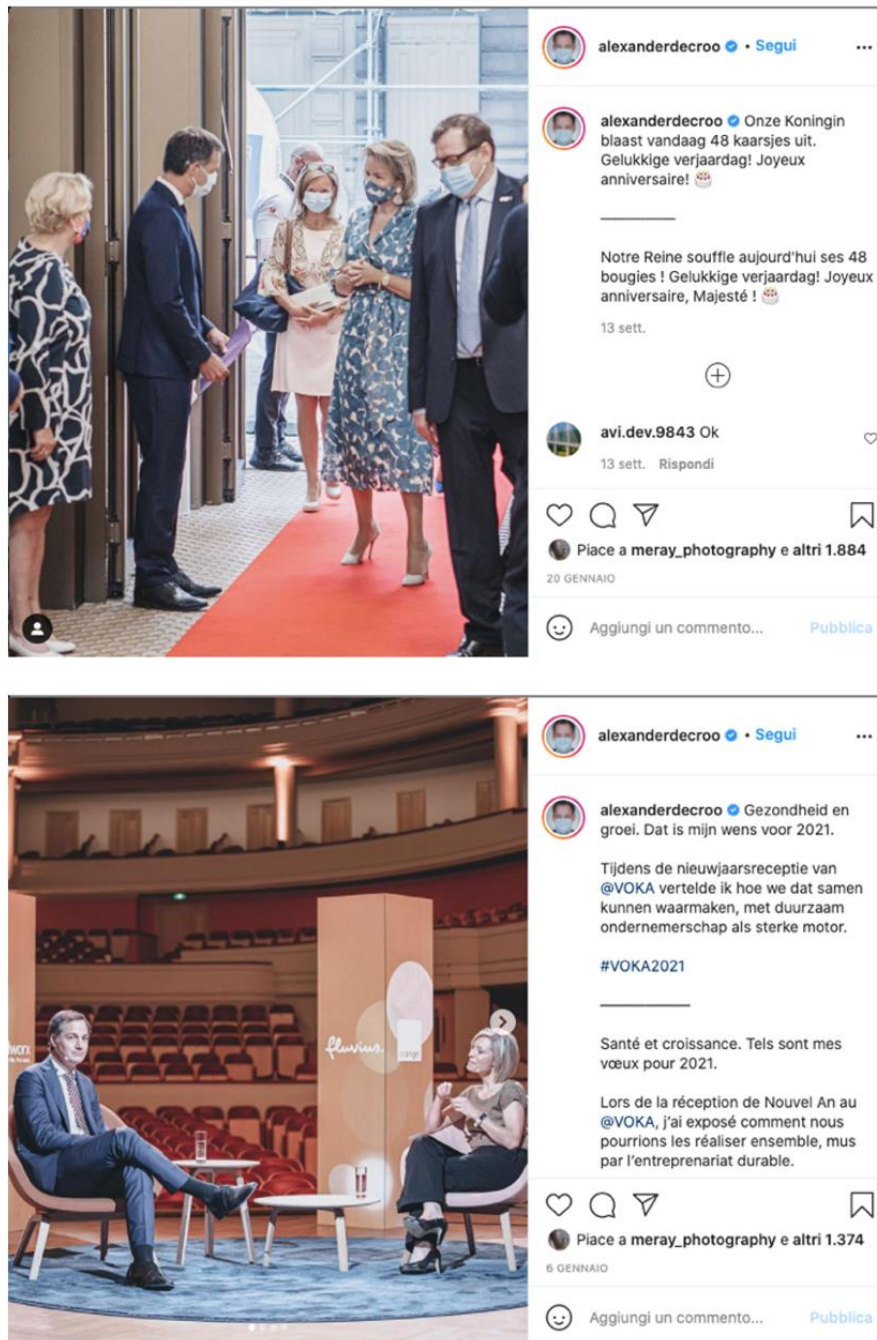 alexanderdecroo • Segui
alexanderdecroo Onze Koningin
blaast vandaag 48 kaarsjes uit.
Gelukkige verjaardag! Joyeux
anniversaire! 🎂
Notre Reine souffle aujourd'hui ses 48
bougies ! Gelukkige verjaardag! Joyeux
anniversaire, Majesté ! 🎂
13 sett.
avi.dev.9843 Ok
13 sett. Rispondi
Piace a meray_photography e altri 1.884
20 GENNAIO
Aggiungi un commento... Pubblica
fluvius.
alexanderdecroo • Segui
alexanderdecroo Gezondheid en
groei. Dat is mijn wens voor 2021.
Tijdens de nieuwjaarsreceptie van
@VOKA vertelde ik hoe we dat samen
kunnen waarmaken, met duurzaam
ondernemerschap als sterke motor.
#VOKA2021
Santé et croissance. Tels sont mes
vœux pour 2021.
Lors de la réception de Nouvel An au
@VOKA, j'ai exposé comment nous
pourrions les réaliser ensemble, mus
par l'entreprenariat durable.
Piace a meray_photography e altri 1.374
6 GENNAIO
Aggiungi un commento... Pubblica